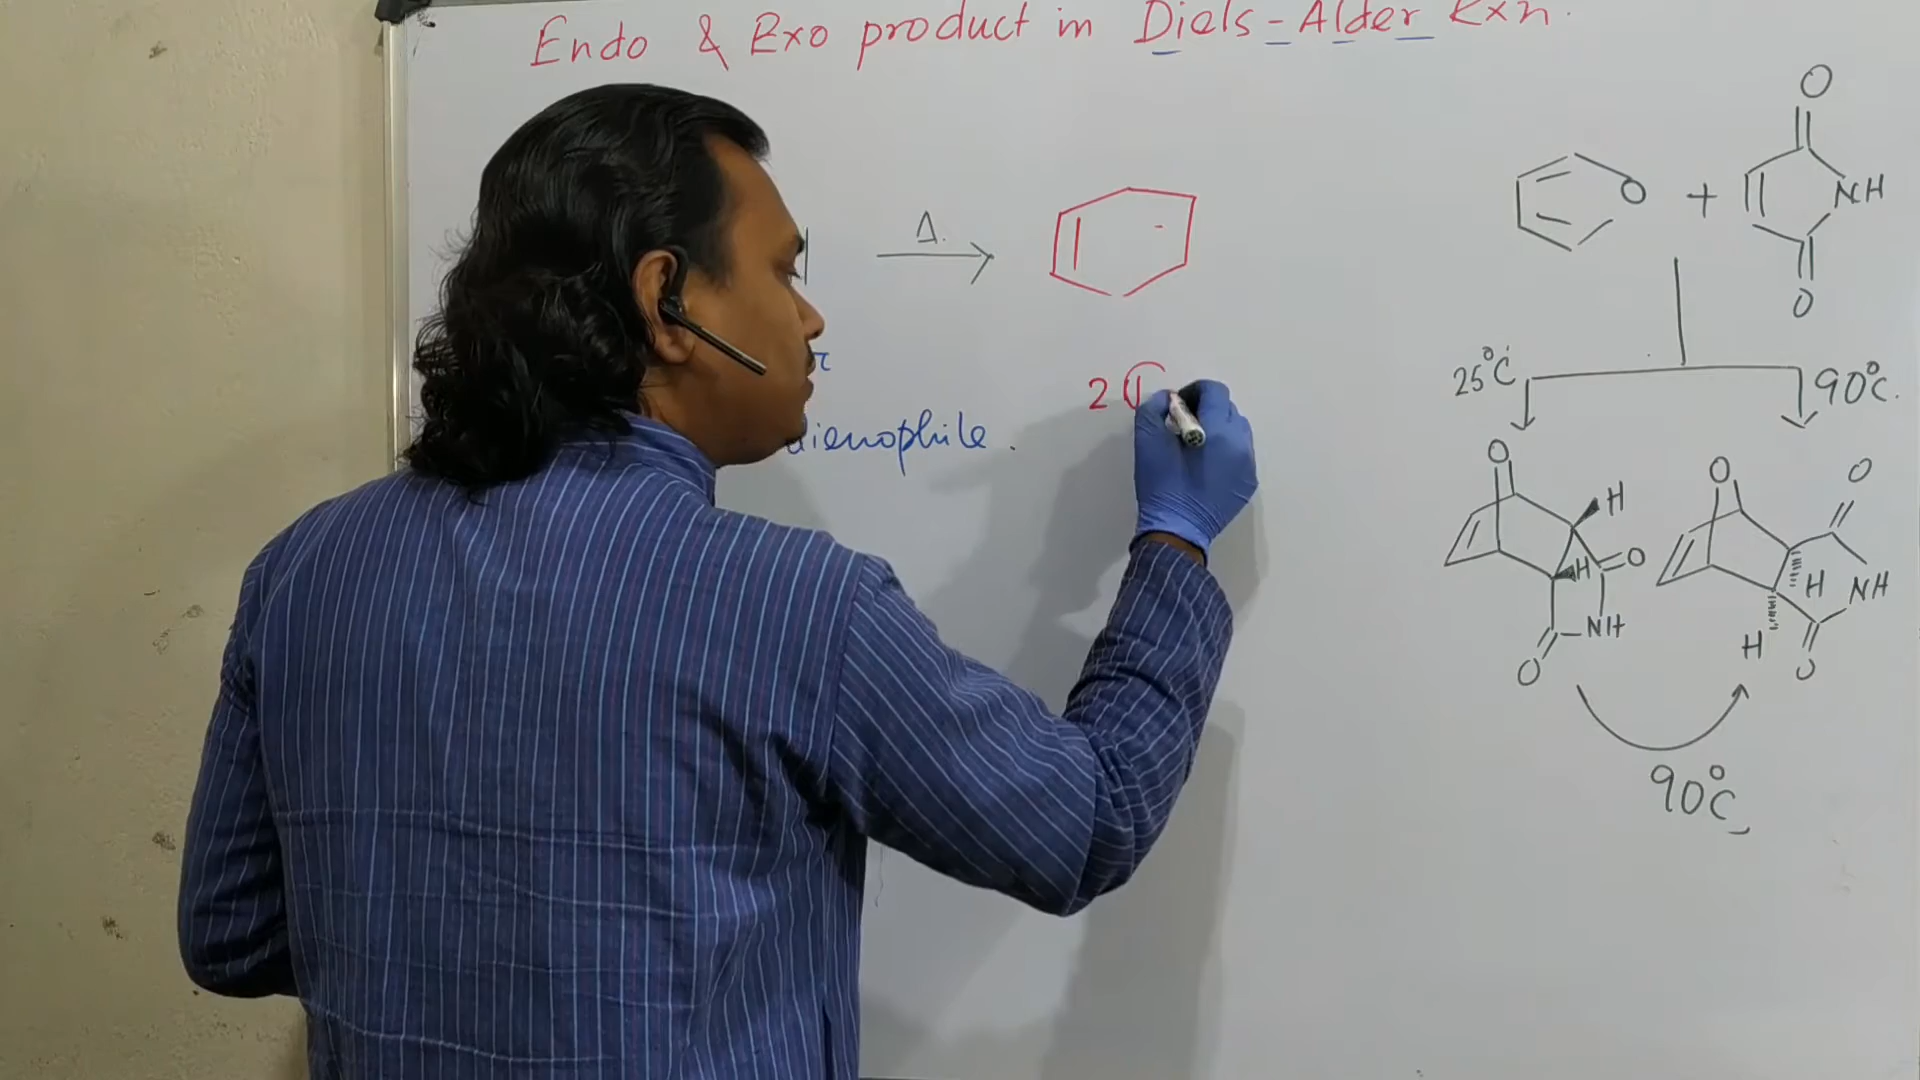 Endo & Exo product in Diels-Alder Rxn.
Δ
dienophile.
2
O
O + NH
O
25°C 90°C.
O H O O
H O H NH
NH H
O O
90°C